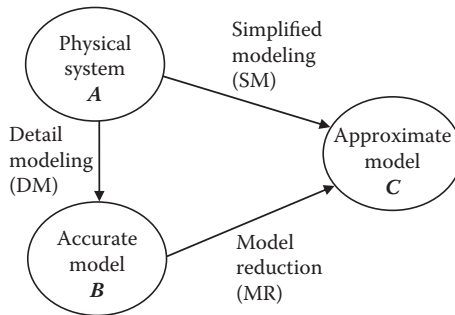 Physical
system
A
Simplified
modeling
(SM)
Detail
modeling
(DM)
Approximate
model
C
Accurate
model
B
Model
reduction
(MR)